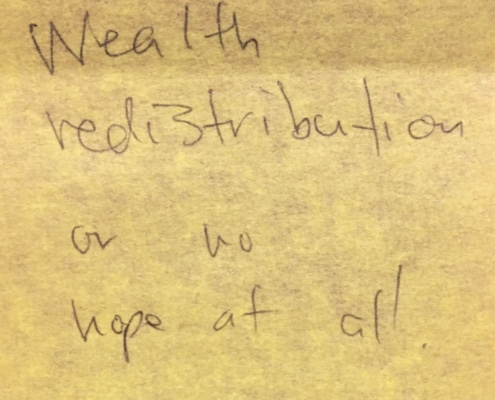 Wealth
redistribution
or no
hope at all.